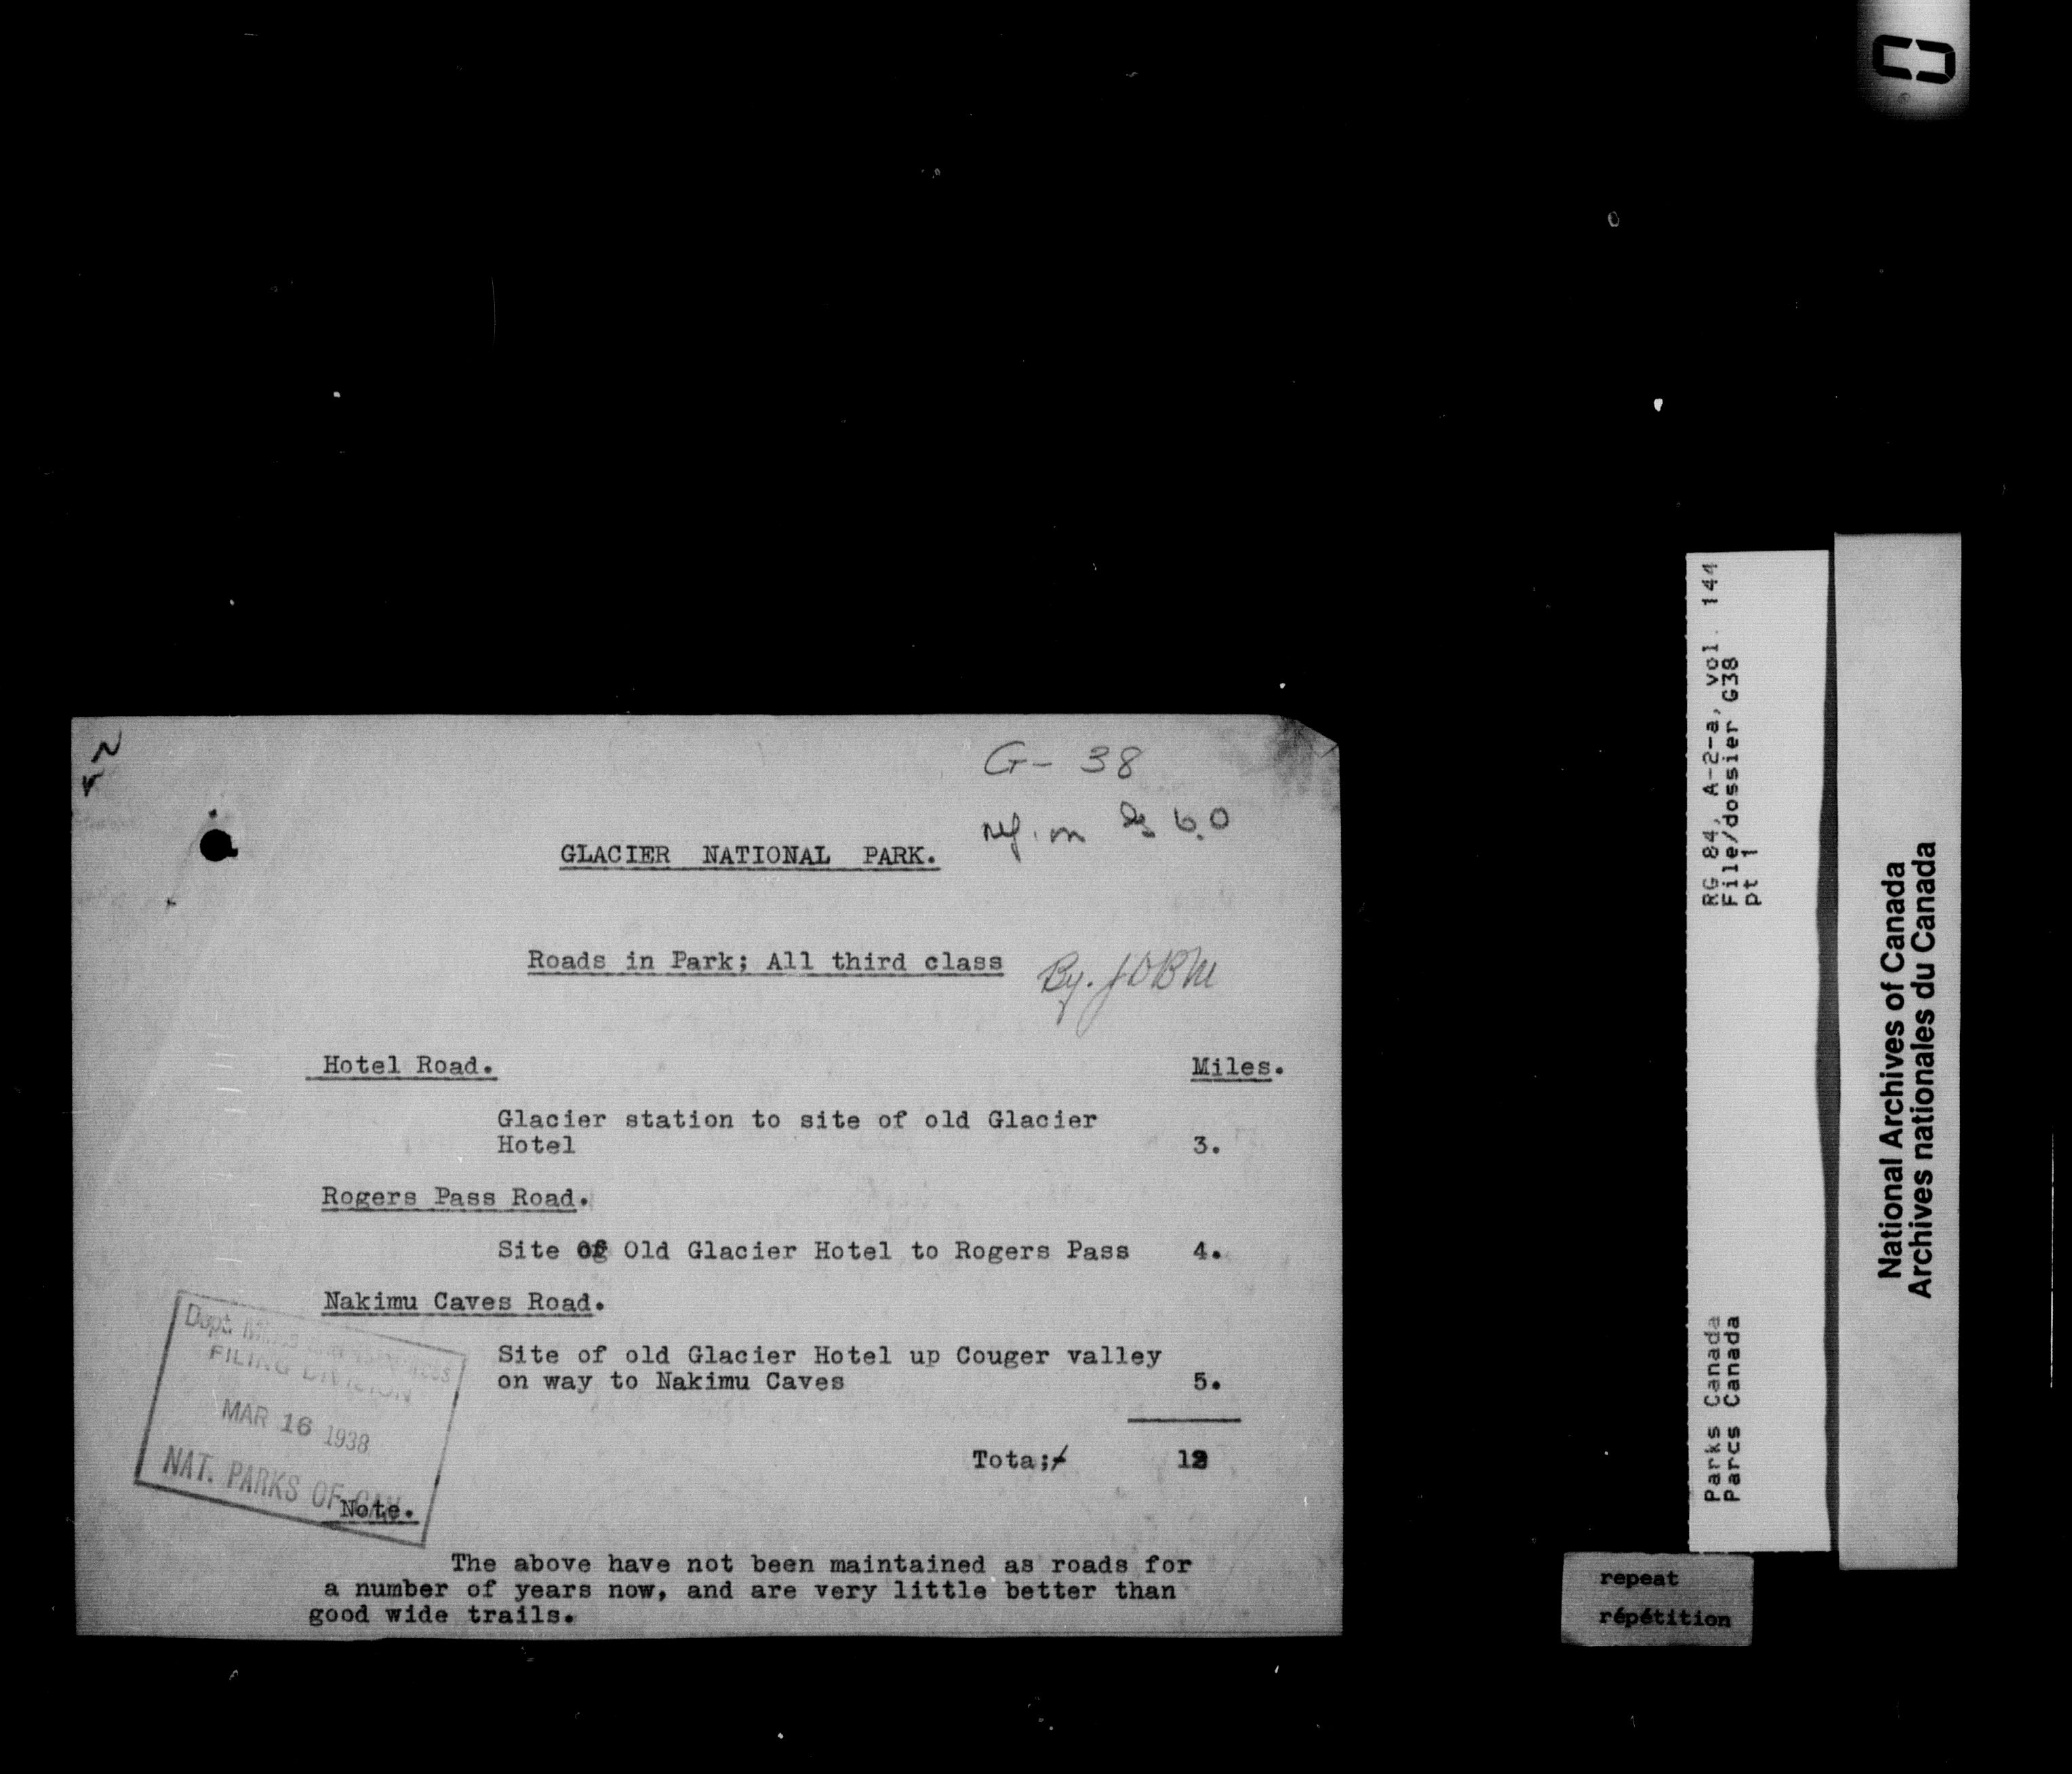 G- 38
GLACIER NATIONAL PARK.
Roads in Park; All third class
By.
Hotel Road.
Miles.
Glacier station to site of old Glacier
Hotel 3.
Rogers Pass Road.
Site of Old Glacier Hotel to Rogers Pass 4.
Nakimu Caves Road.
Site of old Glacier Hotel up Couger valley
on way to Nakimu Caves 5.
Tota; 12
Dept. Mines and Resources
FILING DIVISION
MAR 16 1938
NAT. PARKS OF CAN.
Note.
The above have not been maintained as roads for
a number of years now, and are very little better than
good wide trails.
RG 84, A-2-a, vol. 144
File/dossier G38
pt 1
Parks Canada
Parcs Canada
National Archives of Canada
Archives nationales du Canada
repeat
répétition